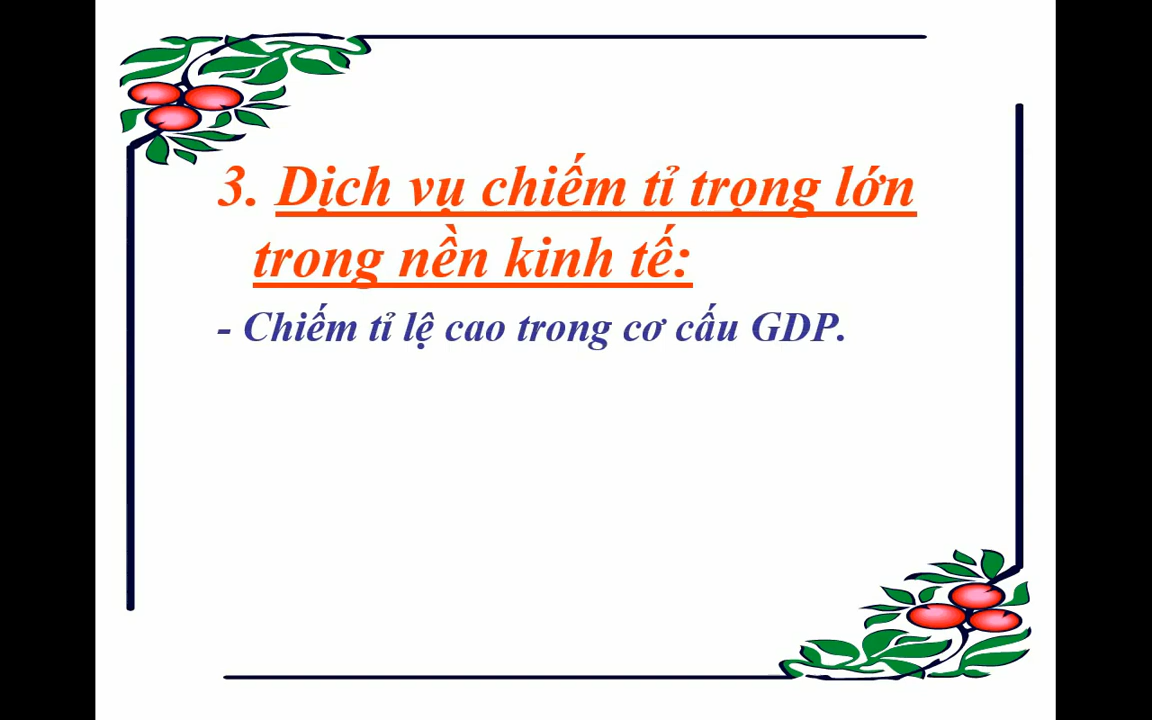 3. Dịch vụ chiếm tỉ trọng lớn
trong nền kinh tế:
- Chiếm tỉ lệ cao trong cơ cấu GDP.